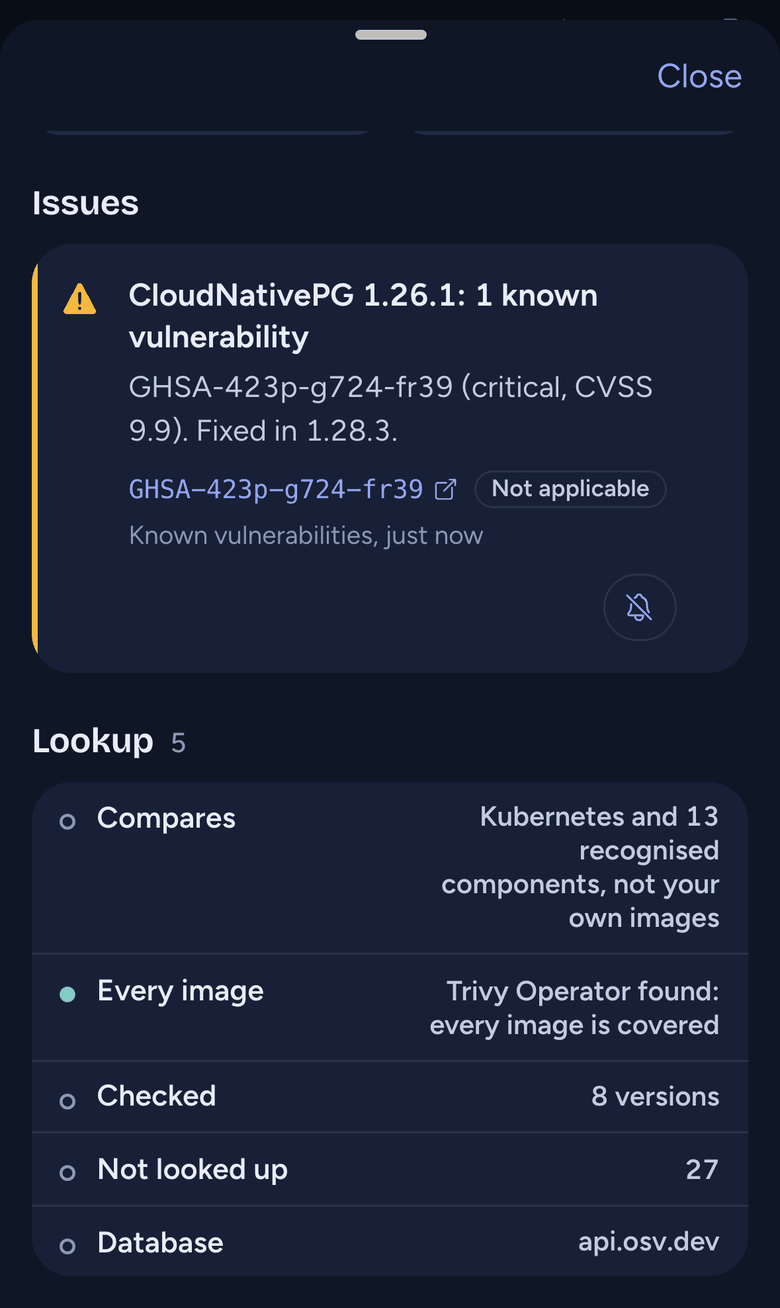 Close
Issues
CloudNativePG 1.26.1: 1 known
vulnerability
GHSA-423p-g724-fr39 (critical, CVSS
9.9). Fixed in 1.28.3.
GHSA-423p-g724-fr39 Not applicable
Known vulnerabilities, just now
Lookup 5
Compares Kubernetes and 13
recognised
components, not your
own images
Every image Trivy Operator found:
every image is covered
Checked 8 versions
Not looked up 27
Database api.osv.dev